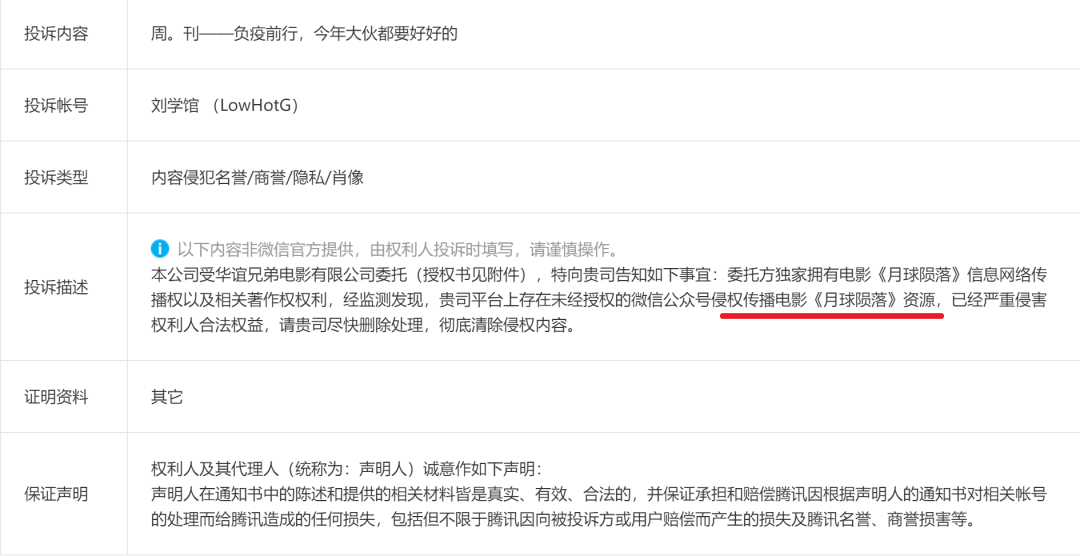 投诉内容
周。刊——负疫前行，今年大伙都要好好的
投诉帐号
刘学馆 （LowHotG）
投诉类型
内容侵犯名誉/商誉/隐私/肖像
投诉描述
以下内容非微信官方提供，由权利人投诉时填写，请谨慎操作。
本公司受华谊兄弟电影有限公司委托（授权书见附件），特向贵司告知如下事宜：委托方独家拥有电影《月球陨落》信息网络传
播权以及相关著作权权利，经监测发现，贵司平台上存在未经授权的微信公众号侵权传播电影《月球陨落》资源，已经严重侵害
权利人合法权益，请贵司尽快删除处理，彻底清除侵权内容。
证明资料
其它
保证声明
权利人及其代理人（统称为：声明人）诚意作如下声明：
声明人在通知书中的陈述和提供的相关材料皆是真实、有效、合法的，并保证承担和赔偿腾讯因根据声明人的通知书对相关帐号
的处理而给腾讯造成的任何损失，包括但不限于腾讯因向被投诉方或用户赔偿而产生的损失及腾讯名誉、商誉损害等。